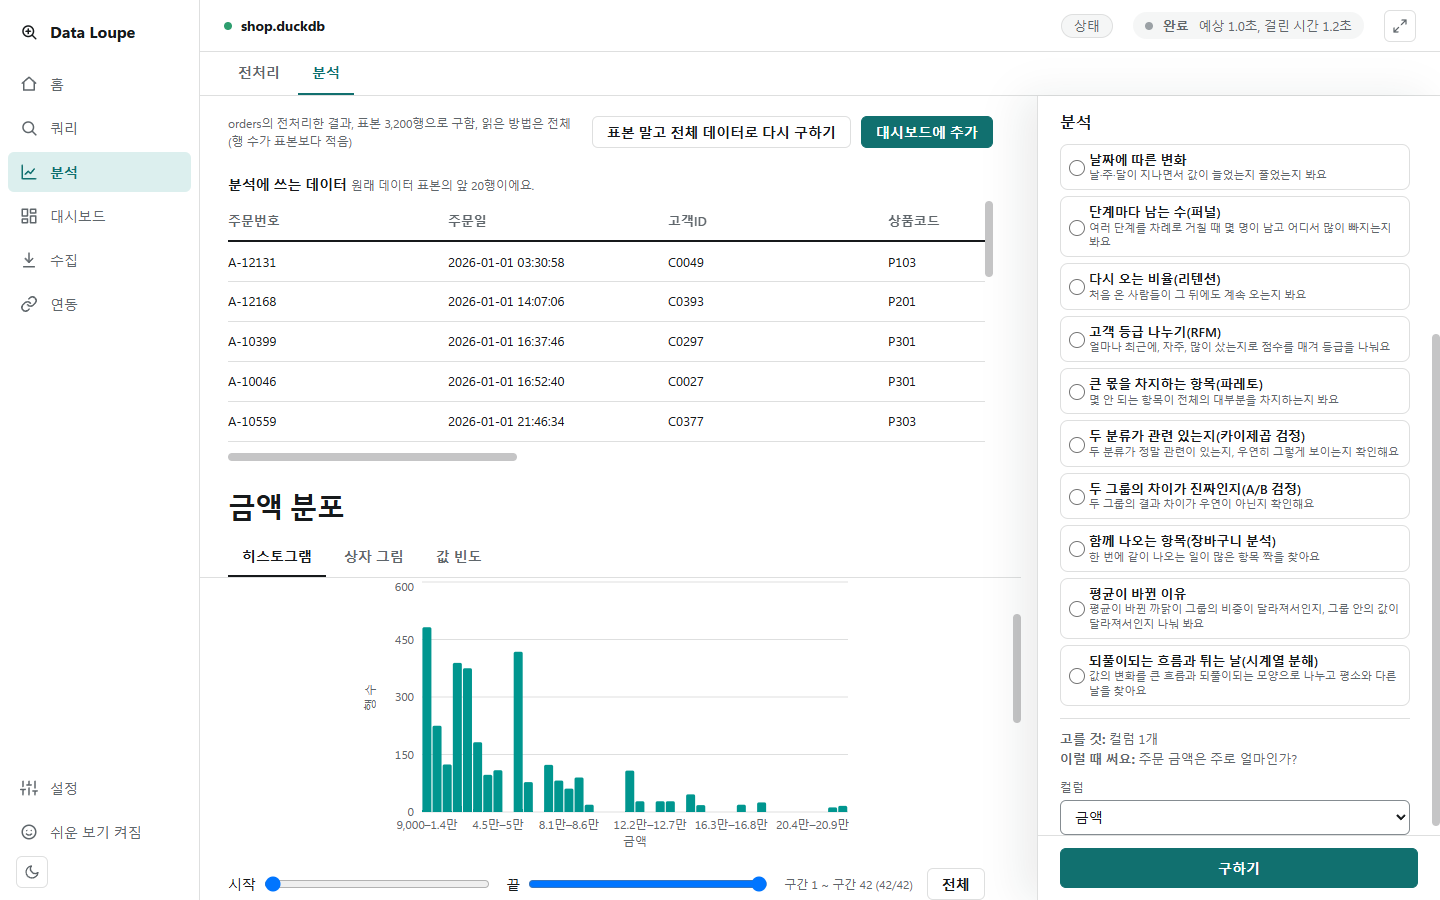 Data Loupe
홈
쿼리
분석
대시보드
수집
연동
설정
쉬운 보기 켜짐
shop.duckdb
상태
완료 예상 1.0초, 걸린 시간 1.2초
전처리 분석
orders의 전처리한 결과, 표본 3,200행으로 구함, 읽은 방법은 전체
(행 수가 표본보다 적음)
표본 말고 전체 데이터로 다시 구하기
대시보드에 추가
분석에 쓰는 데이터 원래 데이터 표본의 앞 20행이에요.
주문번호 주문일 고객ID 상품코드
A-12131 2026-01-01 03:30:58 C0049 P103
A-12168 2026-01-01 14:07:06 C0393 P201
A-10399 2026-01-01 16:37:46 C0297 P301
A-10046 2026-01-01 16:52:40 C0027 P301
A-10559 2026-01-01 21:46:34 C0377 P303
금액 분포
히스토그램 상자 그림 값 빈도
600
450
300
150
0
행 수
9,000–1.4만 4.5만–5만 8.1만–8.6만 12.2만–12.7만 16.3만–16.8만 20.4만–20.9만
금액
시작 끝 구간 1 ~ 구간 42 (42/42) 전체
분석
날짜에 따른 변화
날·주·달이 지나면서 값이 늘었는지 줄었는지 봐요
단계마다 남는 수(퍼널)
여러 단계를 차례로 거칠 때 몇 명이 남고 어디서 많이 빠지는지
봐요
다시 오는 비율(리텐션)
처음 온 사람들이 그 뒤에도 계속 오는지 봐요
고객 등급 나누기(RFM)
얼마나 최근에, 자주, 많이 샀는지로 점수를 매겨 등급을 나눠요
큰 몫을 차지하는 항목(파레토)
몇 안 되는 항목이 전체의 대부분을 차지하는지 봐요
두 분류가 관련 있는지(카이제곱 검정)
두 분류가 정말 관련이 있는지, 우연히 그렇게 보이는지 확인해요
두 그룹의 차이가 진짜인지(A/B 검정)
두 그룹의 결과 차이가 우연이 아닌지 확인해요
함께 나오는 항목(장바구니 분석)
한 번에 같이 나오는 일이 많은 항목 짝을 찾아요
평균이 바뀐 이유
평균이 바뀐 까닭이 그룹의 비중이 달라져서인지, 그룹 안의 값이
달라져서인지 나눠 봐요
되풀이되는 흐름과 튀는 날(시계열 분해)
값의 변화를 큰 흐름과 되풀이되는 모양으로 나누고 평소와 다른
날을 찾아요
고를 것: 컬럼 1개
이럴 때 써요: 주문 금액은 주로 얼마인가?
컬럼
금액
구하기